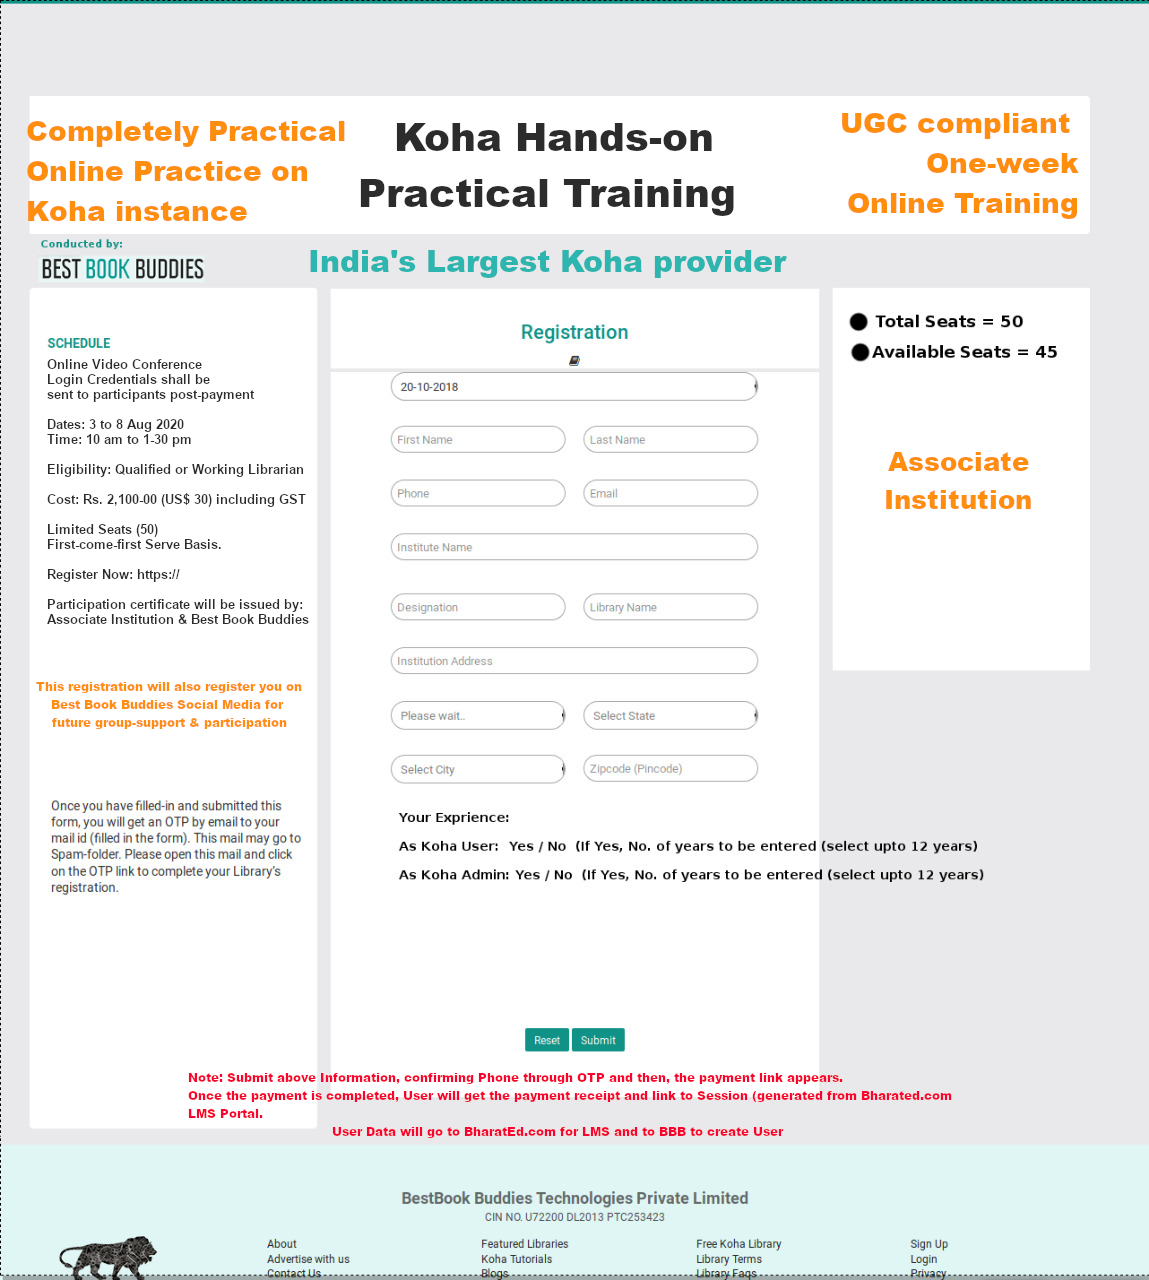 Completely Practical
Online Practice on
Koha instance
Koha Hands-on
Practical Training
UGC compliant
One-week
Online Training
Conducted by:
BEST BOOK BUDDIES
India's Largest Koha provider
SCHEDULE
Online Video Conference
Login Credentials shall be
sent to participants post-payment
Dates: 3 to 8 Aug 2020
Time: 10 am to 1-30 pm
Eligibility: Qualified or Working Librarian
Cost: Rs. 2,100-00 (US$ 30) including GST
Limited Seats (50)
First-come-first Serve Basis.
Register Now: https://
Participation certificate will be issued by:
Associate Institution & Best Book Buddies
This registration will also register you on
Best Book Buddies Social Media for
future group-support & participation
Once you have filled-in and submitted this
form, you will get an OTP by email to your
mail id (filled in the form). This mail may go to
Spam-folder. Please open this mail and click
on the OTP link to complete your Library's
registration.
Registration
20-10-2018
First Name Last Name
Phone Email
Institute Name
Designation Library Name
Institution Address
Please wait.. Select State
Select City Zipcode (Pincode)
Your Exprience:
As Koha User: Yes / No (If Yes, No. of years to be entered (select upto 12 years)
As Koha Admin: Yes / No (If Yes, No. of years to be entered (select upto 12 years)
Reset Submit
Total Seats = 50
Available Seats = 45
Associate
Institution
Note: Submit above Information, confirming Phone through OTP and then, the payment link appears.
Once the payment is completed, User will get the payment receipt and link to Session (generated from Bharated.com
LMS Portal.
User Data will go to BharatEd.com for LMS and to BBB to create User
BestBook Buddies Technologies Private Limited
CIN NO. U72200 DL2013 PTC253423
About
Advertise with us
Contact Us
Featured Libraries
Koha Tutorials
Blogs
Free Koha Library
Library Terms
Library Faqs
Sign Up
Login
Privacy